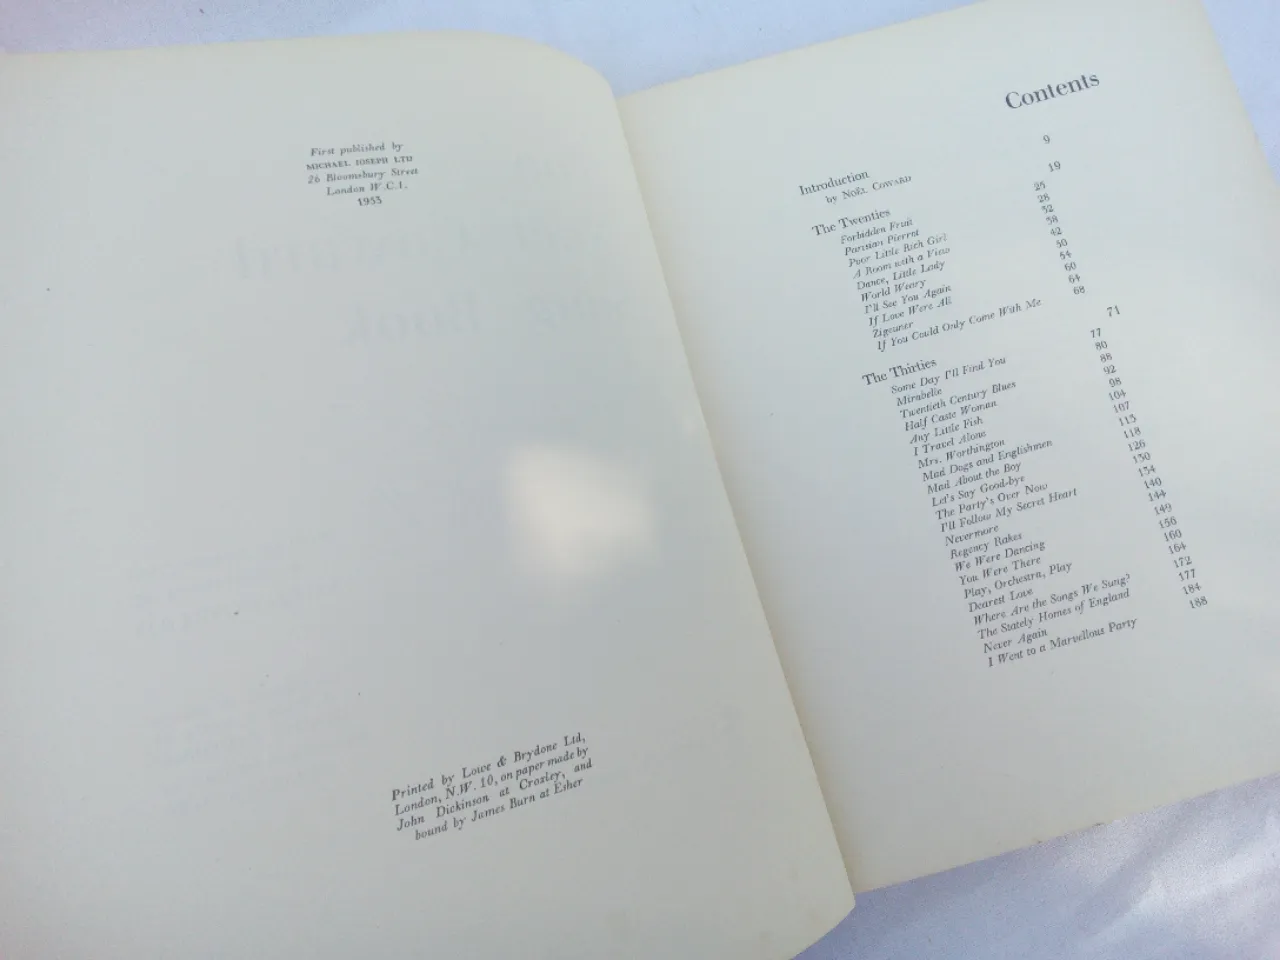 First published by
MICHAEL JOSEPH LTD
26 Bloomsbury Street
London W.C.1.
1953
Printed by Lowe & Brydone Ltd,
London, N.W. 10, on paper made by
John Dickinson at Croxley, and
bound by James Burn at Esher
Contents
Introduction 9
by NOËL COWARD
The Twenties 19
Forbidden Fruit 25
Parisian Pierrot 28
Poor Little Rich Girl 32
A Room with a View 38
Dance, Little Lady 42
World Weary 50
I'll See You Again 54
If Love Were All 60
Zigeuner 64
If You Could Only Come With Me 68
The Thirties 71
Some Day I'll Find You 77
Mirabelle 80
Twentieth Century Blues 88
Half Caste Woman 92
Any Little Fish 98
I Travel Alone 104
Mrs. Worthington 107
Mad Dogs and Englishmen 113
Mad About the Boy 118
Let's Say Good-bye 126
The Party's Over Now 130
I'll Follow My Secret Heart 134
Nevermore 140
Regency Rakes 144
We Were Dancing 149
You Were There 156
Play, Orchestra, Play 160
Dearest Love 164
Where Are the Songs We Sung? 172
The Stately Homes of England 177
Never Again 184
I Went to a Marvellous Party 188